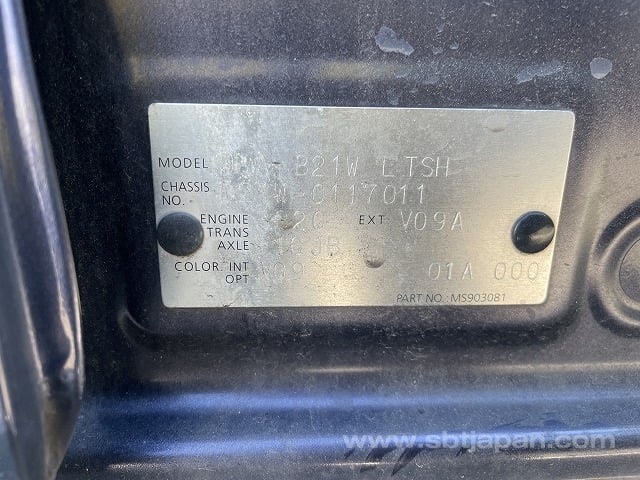 MODEL B21W LTSH
CHASSIS
NO. -0117011
ENGINE EXT V09A
TRANS
AXLE
COLOR. INT 01A 000
OPT
PART NO.: MS903081
www.sbtjapan.com